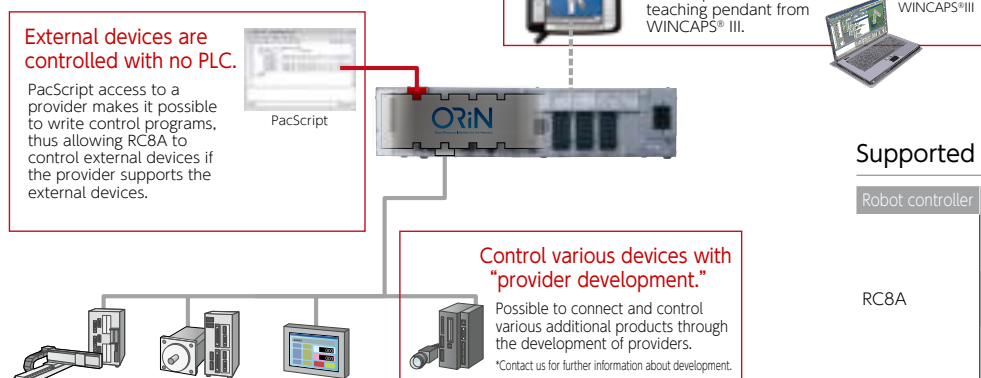 External devices are
controlled with no PLC.
PacScript access to a
provider makes it possible
to write control programs,
thus allowing RC8A to
control external devices if
the provider supports the
external devices.
PacScript
ORiN
teaching pendant from
WINCAPS® III.
WINCAPS®III
Supported
Robot controller
RC8A
Control various devices with
“provider development.”
Possible to connect and control
various additional products through
the development of providers.
*Contact us for further information about development.